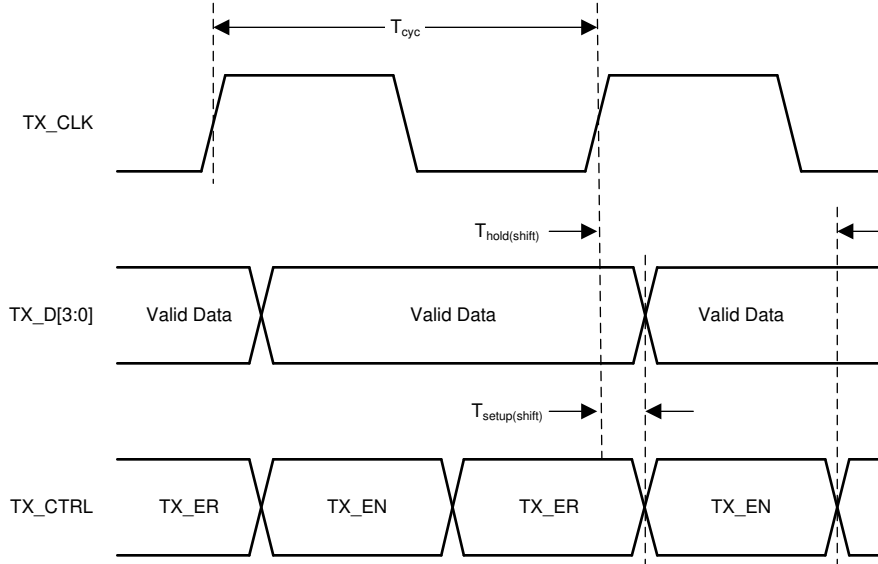 Tcyc
TX_CLK
Thold(shift)
TX_D[3:0] Valid Data Valid Data Valid Data
Tsetup(shift)
TX_CTRL TX_ER TX_EN TX_ER TX_EN